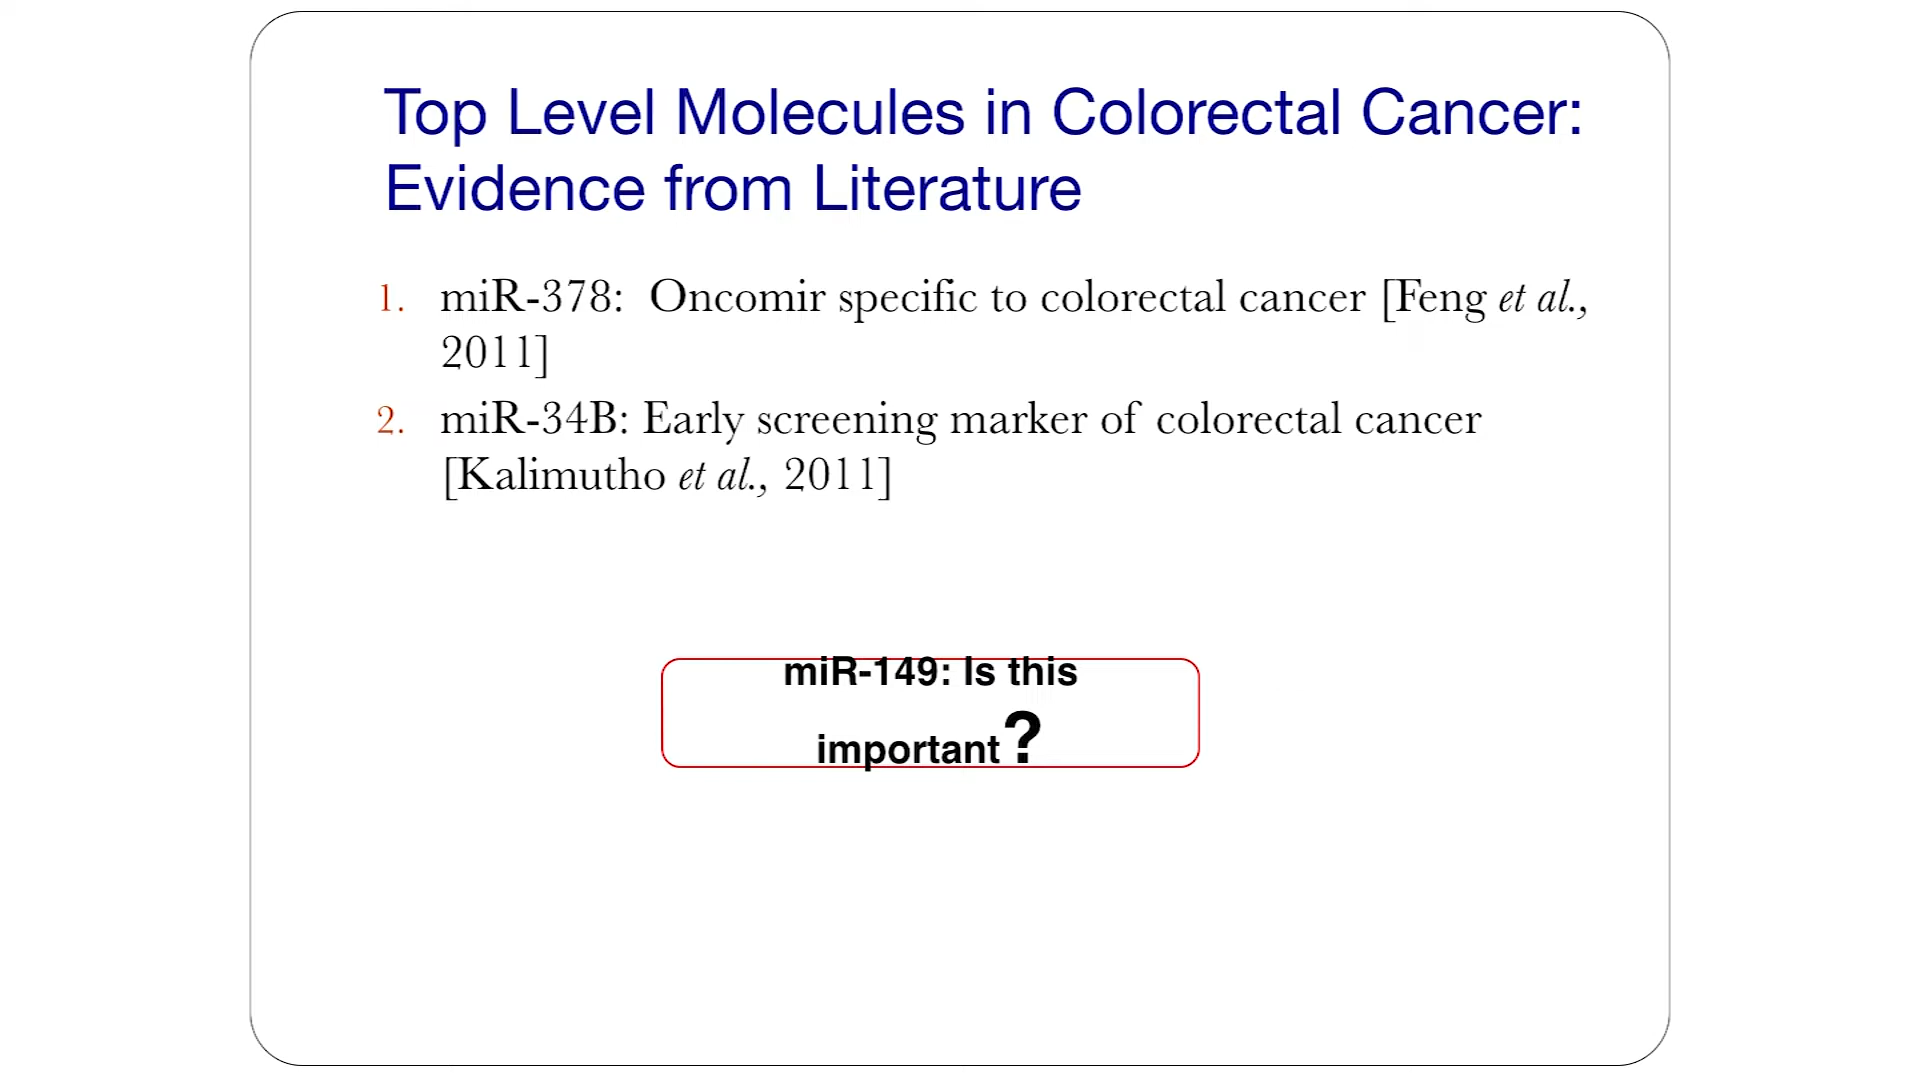 Top Level Molecules in Colorectal Cancer:
Evidence from Literature
1. miR-378: Oncomir specific to colorectal cancer [Feng et al.,
2011]
2. miR-34B: Early screening marker of colorectal cancer
[Kalimutho et al., 2011]
miR-149: Is this
important?